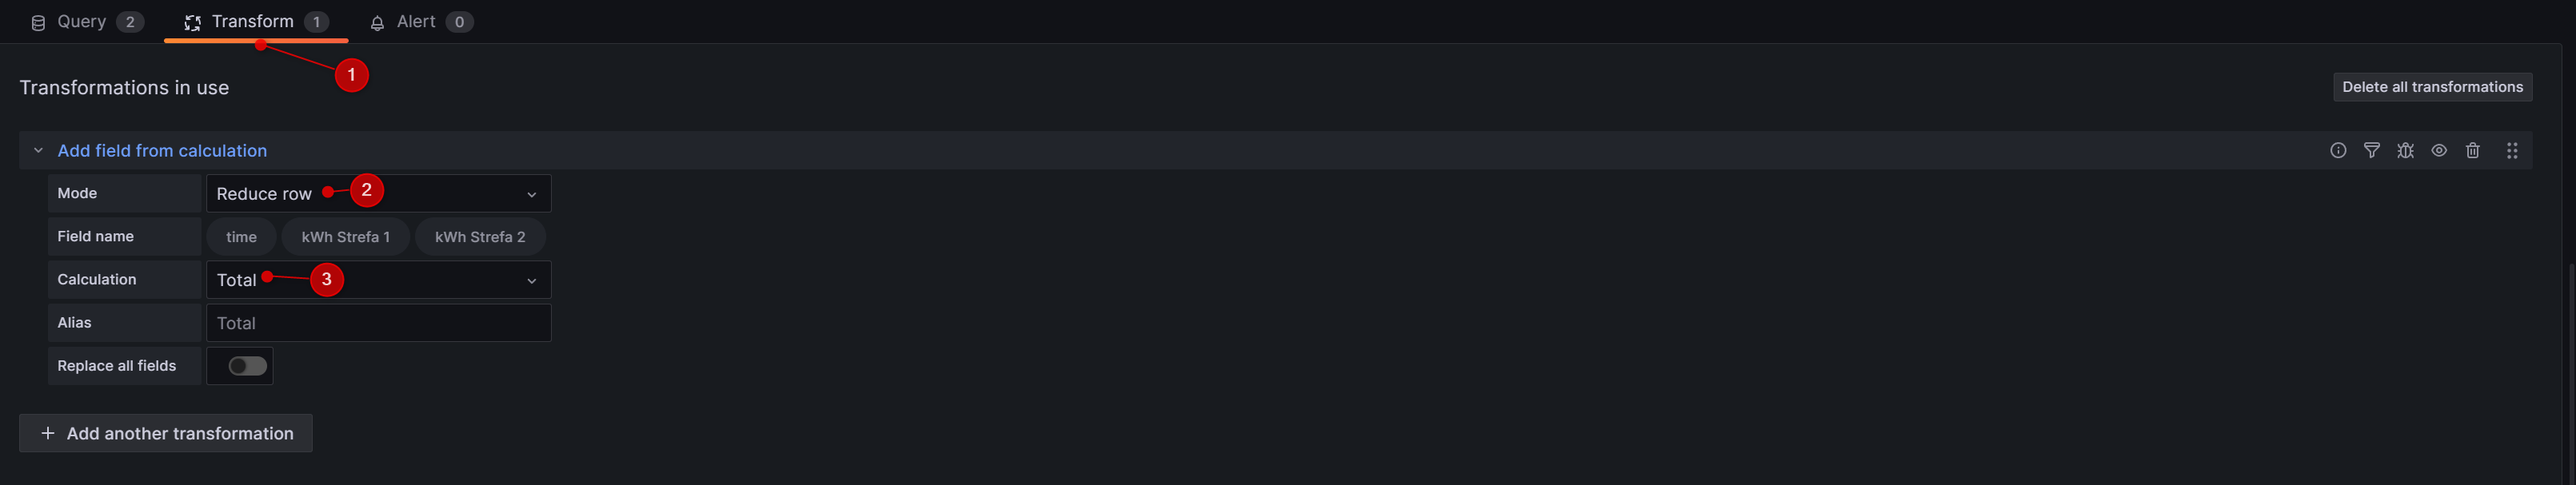 Query 2 Transform 1 Alert 0
1
Transformations in use
Delete all transformations
Add field from calculation
Mode Reduce row 2
Field name time kWh Strefa 1 kWh Strefa 2
Calculation Total 3
Alias Total
Replace all fields
+ Add another transformation